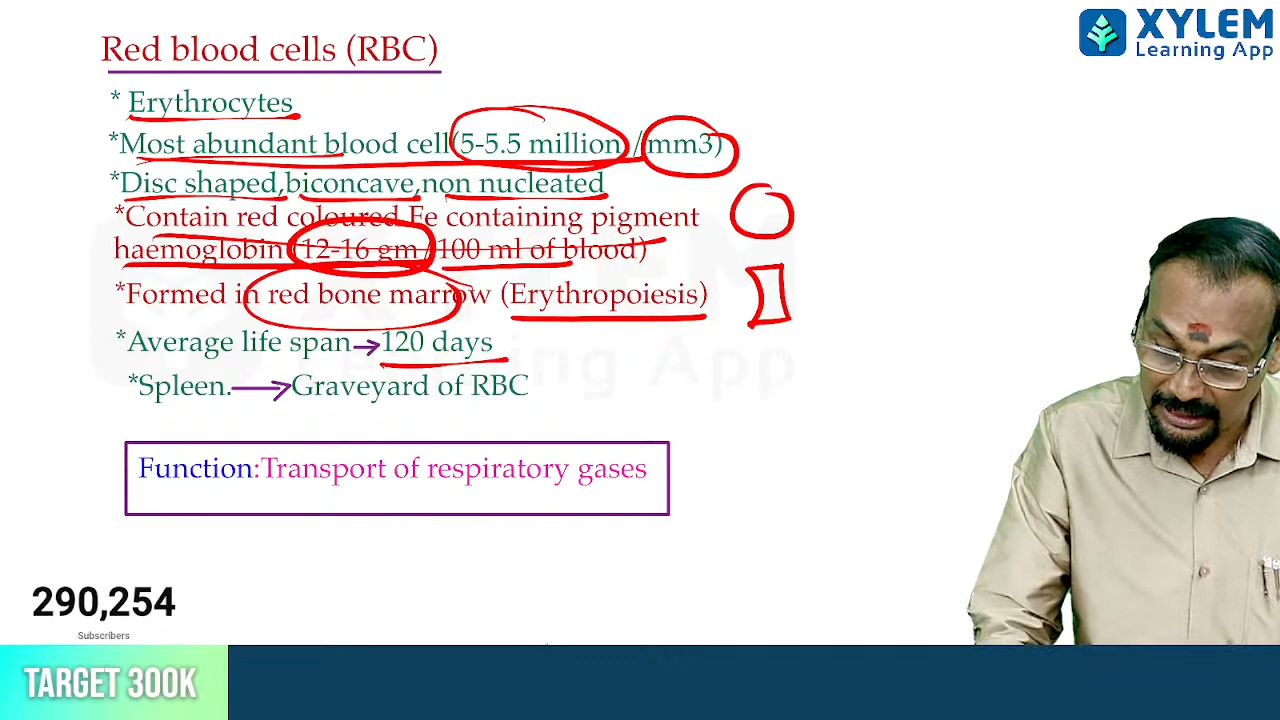 XYLEM
Learning App
Red blood cells (RBC)
* Erythrocytes
*Most abundant blood cell(5-5.5 million /mm3)
*Disc shaped,biconcave,non nucleated
*Contain red coloured Fe containing pigment
haemoglobin (12-16 gm /100 ml of blood)
*Formed in red bone marrow (Erythropoiesis)
*Average life span→120 days
*Spleen.→Graveyard of RBC
Function:Transport of respiratory gases
290,254
Subscribers
TARGET 300K